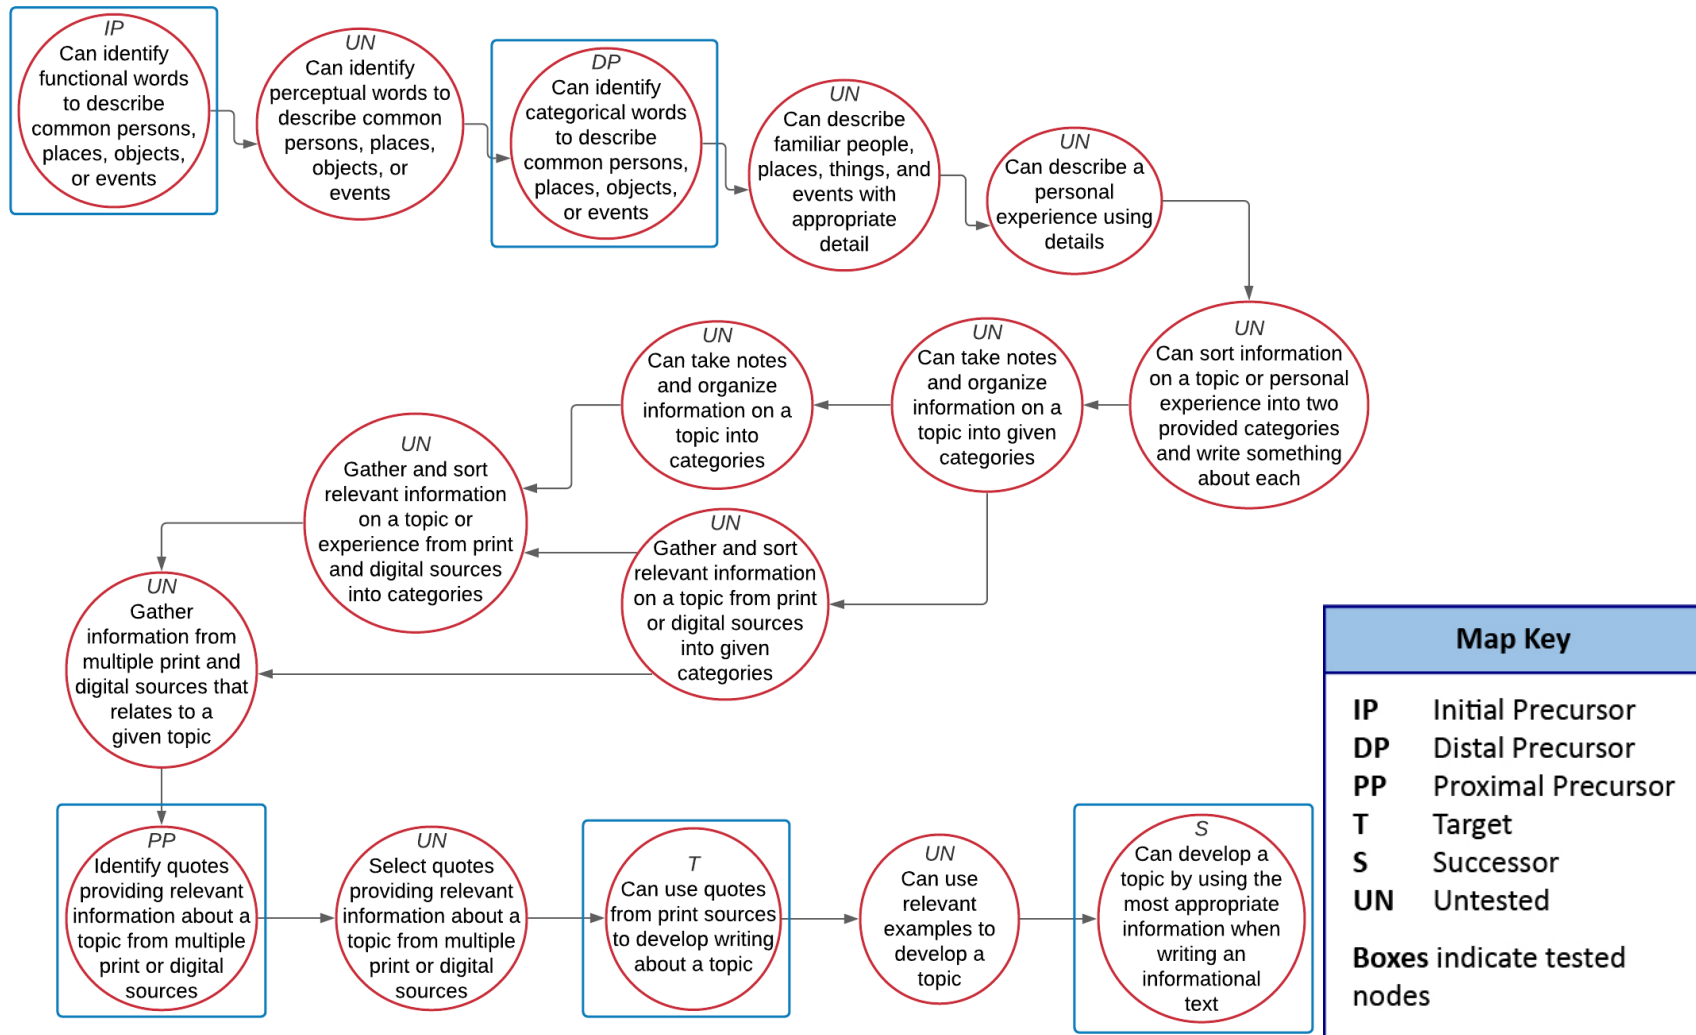 IP
Can identify
functional words
to describe
common persons,
places, objects,
or events
UN
Can identify
perceptual words to
describe common
persons, places,
objects, or
events
DP
Can identify
categorical words
to describe
common persons,
places, objects,
or events
UN
Can describe
familiar people,
places, things, and
events with
appropriate
detail
UN
Can describe a
personal
experience using
details
UN
Can sort information
on a topic or personal
experience into two
provided categories
and write something
about each
UN
Can take notes
and organize
information on a
topic into given
categories
UN
Can take notes
and organize
information on a
topic into
categories
UN
Gather and sort
relevant information
on a topic or
experience from print
and digital sources
into categories
UN
Gather and sort
relevant information
on a topic from print
or digital sources
into given
categories
UN
Gather
information from
multiple print and
digital sources that
relates to a
given topic
PP
Identify quotes
providing relevant
information about a
topic from multiple
print or digital
sources
UN
Select quotes
providing relevant
information about a
topic from multiple
print or digital
sources
T
Can use quotes
from print sources
to develop writing
about a topic
UN
Can use
relevant
examples to
develop a
topic
S
Can develop a
topic by using the
most appropriate
information when
writing an
informational
text
Map Key
IP Initial Precursor
DP Distal Precursor
PP Proximal Precursor
T Target
S Successor
UN Untested
Boxes indicate tested
nodes